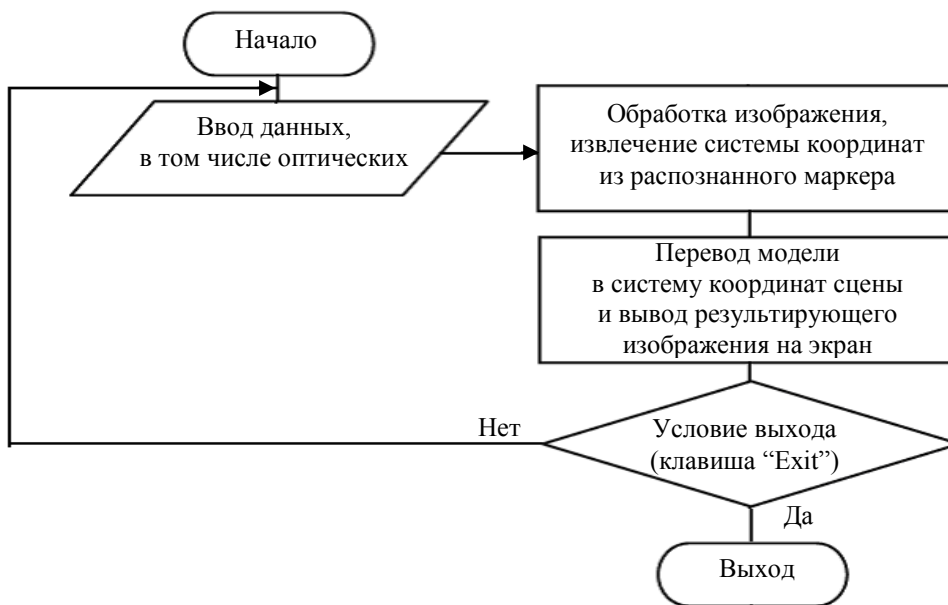 Начало
Ввод данных,
в том числе оптических
Обработка изображения,
извлечение системы координат
из распознанного маркера
Перевод модели
в систему координат сцены
и вывод результирующего
изображения на экран
Нет
Условие выхода
(клавиша “Exit”)
Да
Выход